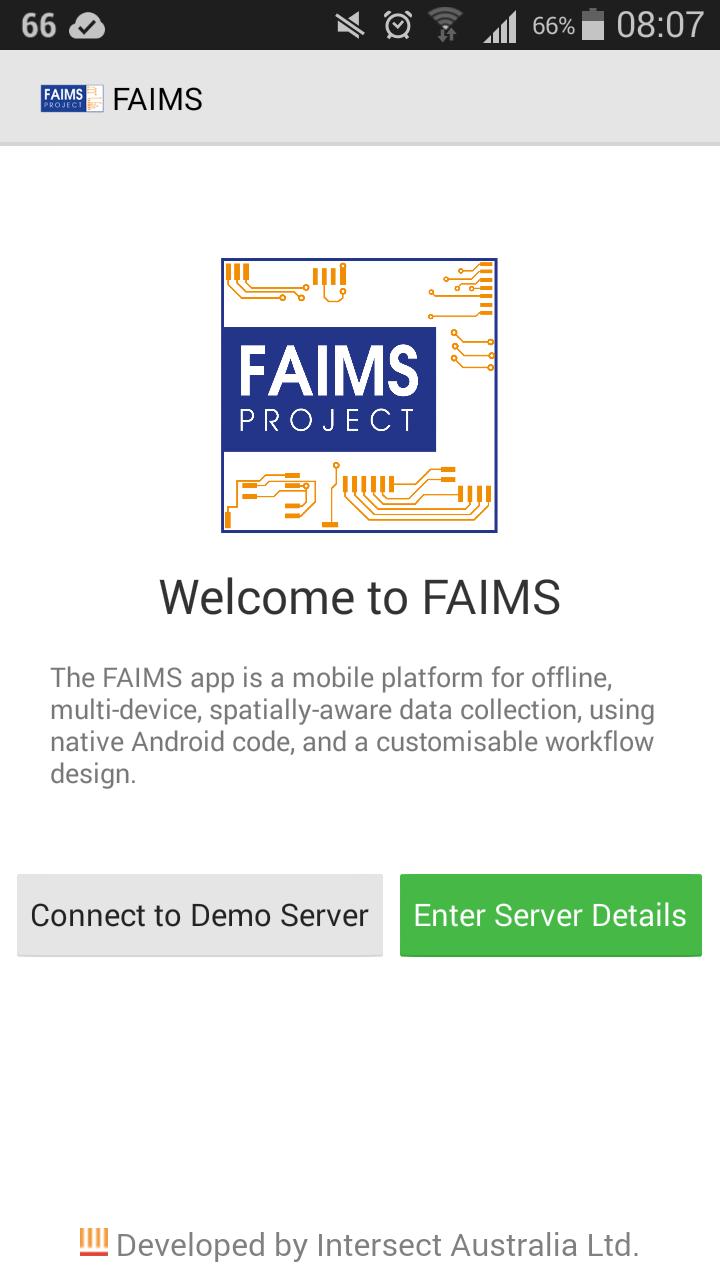 66 66% 08:07
FAIMS PROJECT FAIMS
FAIMS
PROJECT
Welcome to FAIMS
The FAIMS app is a mobile platform for offline,
multi-device, spatially-aware data collection, using
native Android code, and a customisable workflow
design.
Connect to Demo Server Enter Server Details
Developed by Intersect Australia Ltd.